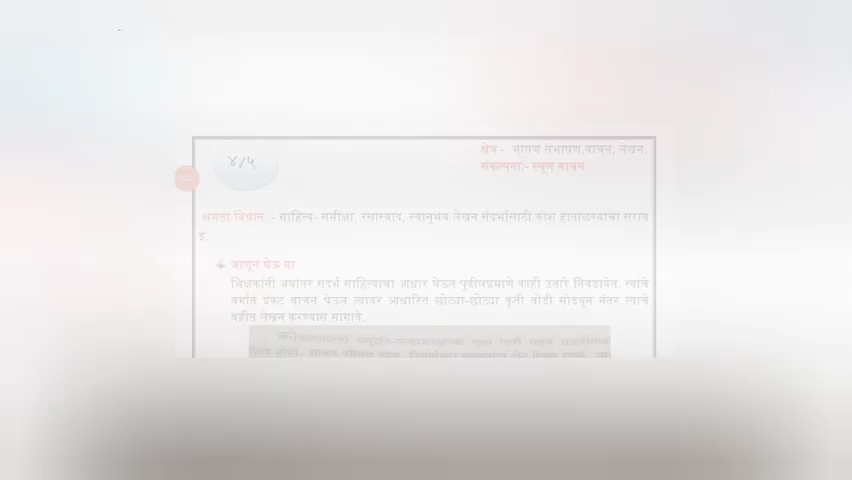 ४/५
क्षेत्र - भाषण संभाषण,वाचन, लेखन.
संकल्पना:- स्थूल वाचन
क्षमता विधान - साहित्य- समीक्षा, रसास्वाद, स्वानुभव लेखन संदर्भासाठी कोश हाताळण्याचा सराव
इ.
जाणून घेऊ या
शिक्षकांनी अवांतर संदर्भ साहित्याचा आधार घेऊन पुढीलप्रमाणे काही उतारे निवडावेत. त्यांचे
वर्गात प्रकट वाचन घेऊन त्यावर आधारित छोट्या-छोट्या कृती तोंडी सोडवून नंतर त्याचे
वहीत लेखन करण्यास सांगावे.